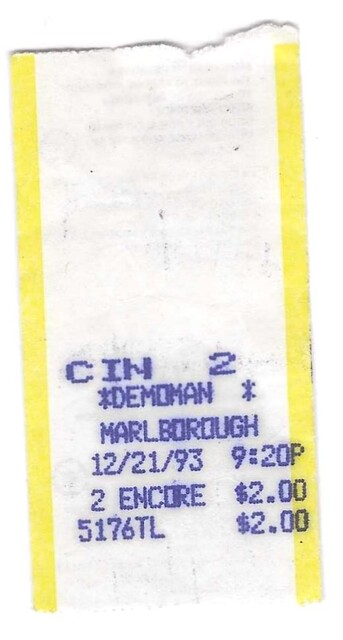 CIN 2
*DEMOMAN *
MARLBOROUGH
12/21/93 9:20P
2 ENCORE $2.00
5176TL $2.00